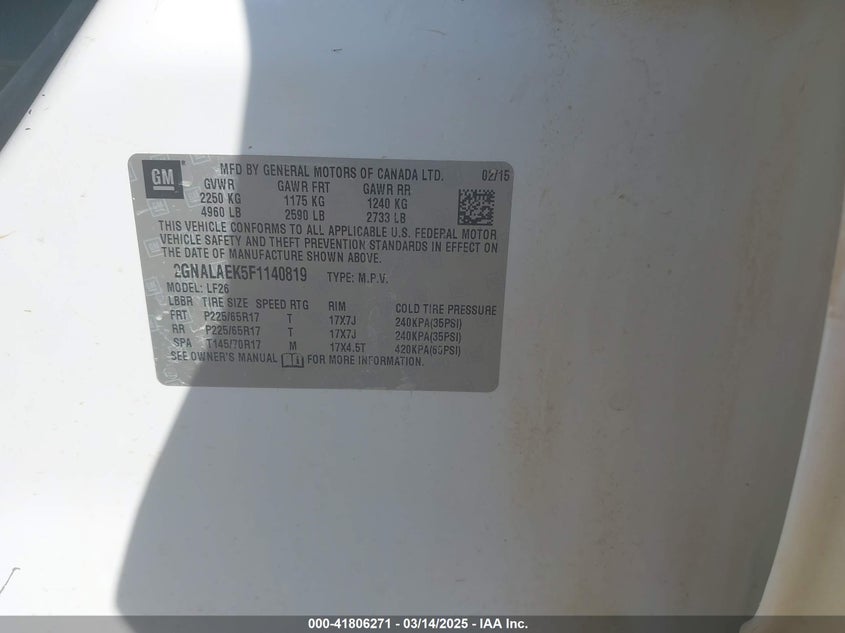 GM
MFD BY GENERAL MOTORS OF CANADA LTD. 02/15
GVWR GAWR FRT GAWR RR
2250 KG 1175 KG 1240 KG
4960 LB 2590 LB 2733 LB
THIS VEHICLE CONFORMS TO ALL APPLICABLE U.S. FEDERAL MOTOR
VEHICLE SAFETY AND THEFT PREVENTION STANDARDS IN EFFECT ON
THE DATE OF MANUFACTURE SHOWN ABOVE.
2GNALAEK5F1140819 TYPE: M.P.V.
MODEL: LF26
LBBR TIRE SIZE SPEED RTG RIM COLD TIRE PRESSURE
FRT P225/65R17 T 17X7J 240KPA(35PSI)
RR P225/65R17 T 17X7J 240KPA(35PSI)
SPA T145/70R17 M 17X4.5T 420KPA(60PSI)
SEE OWNER'S MANUAL FOR MORE INFORMATION.
000-41806271 - 03/14/2025 - IAA Inc.